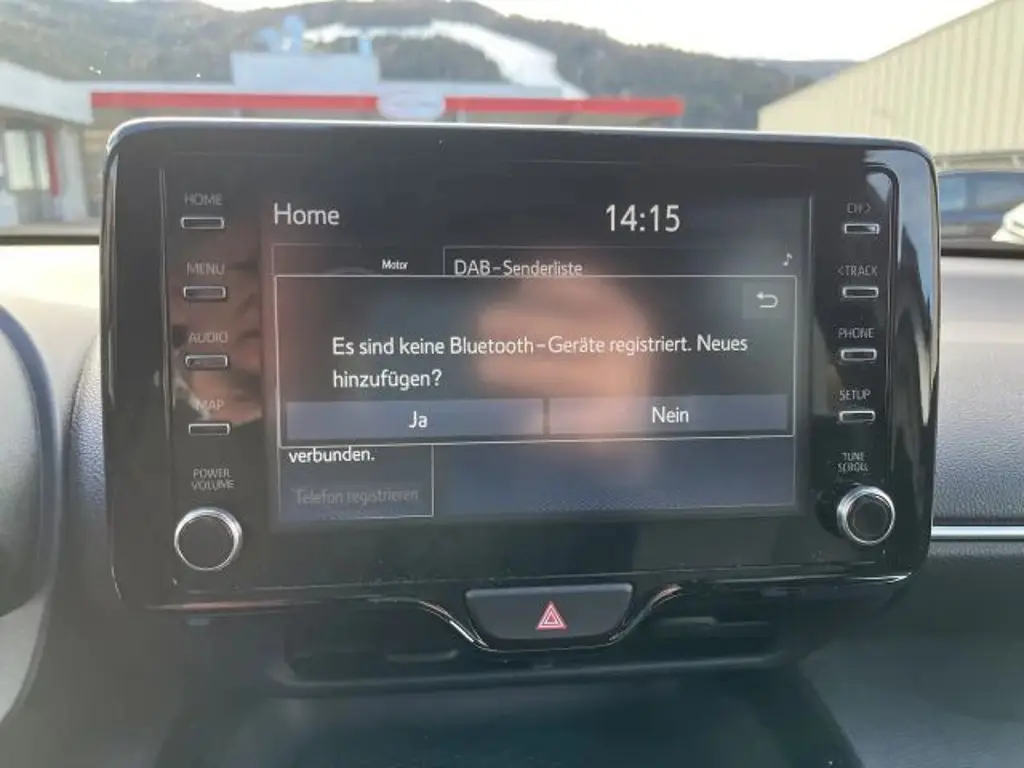 HOME
MENU
AUDIO
MAP
POWER
VOLUME
Home
14:15
Motor
DAB-Senderliste
Es sind keine Bluetooth-Geräte registriert. Neues
hinzufügen?
Ja
Nein
verbunden.
Telefon registrieren
CH>
<TRACK
PHONE
SETUP
TUNE
SCROLL